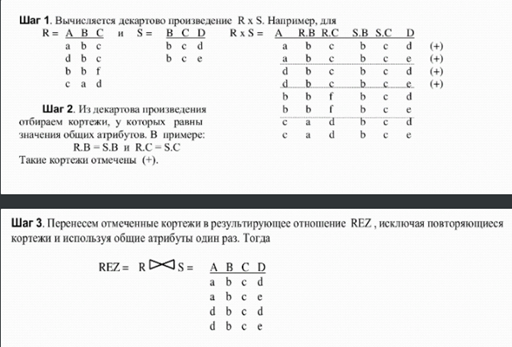 Шаг 1. Вычисляется декартово произведение R x S. Например, для
R = A B C и S = B C D R x S = A R.B R.C S.B S.C D
a b c b c d a b c b c d (+)
d b c b c e a b c b c e (+)
b b f d b c b c d (+)
c a d d b c b c e (+)
b b f b c d
Шаг 2. Из декартова произведения b b f b c e
отбираем кортежи, у которых равны c a d b c d
значения общих атрибутов. В примере: c a d b c e
R.B = S.B и R.C = S.C
Такие кортежи отмечены (+).
Шаг 3. Перенесем отмеченные кортежи в результирующее отношение REZ , исключая повторяющиеся
кортежи и используя общие атрибуты один раз. Тогда
REZ = R ⋈ S = A B C D
a b c d
a b c e
d b c d
d b c e